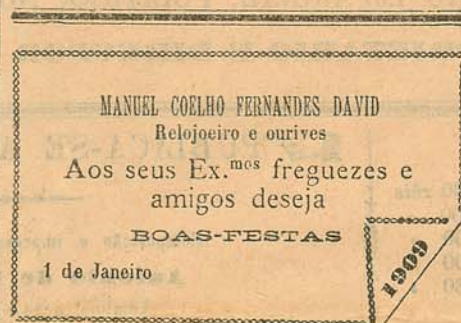 MANUEL COELHO FERNANDES DAVID
Relojoeiro e ourives
Aos seus Ex.mos freguezes e
amigos deseja
BOAS-FESTAS
1 de Janeiro
1909